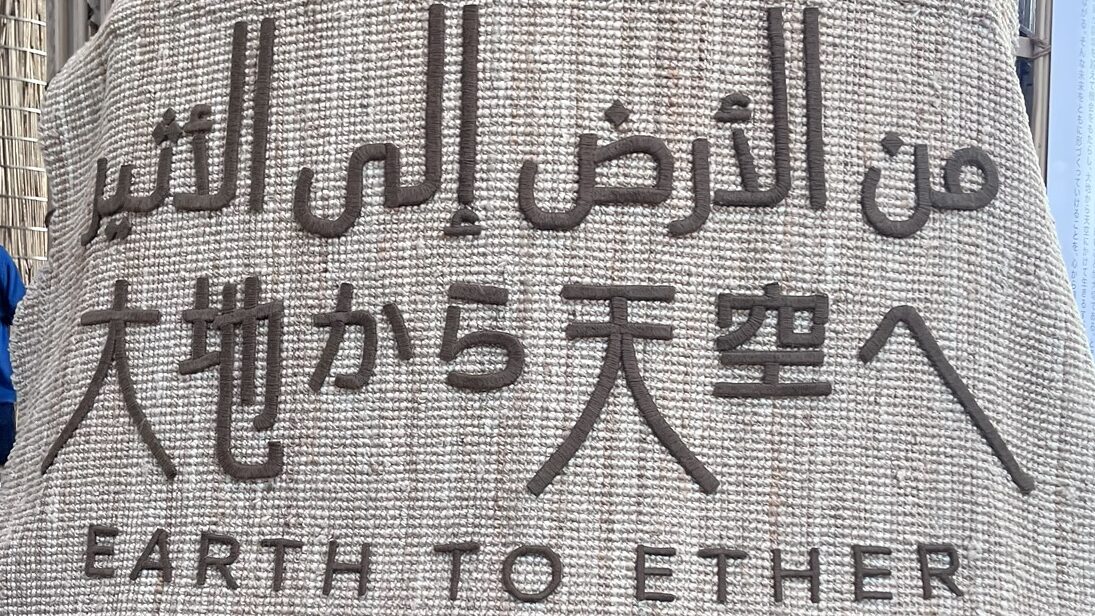 من الأرض إلى الأثير
大地から天空へ
EARTH TO ETHER